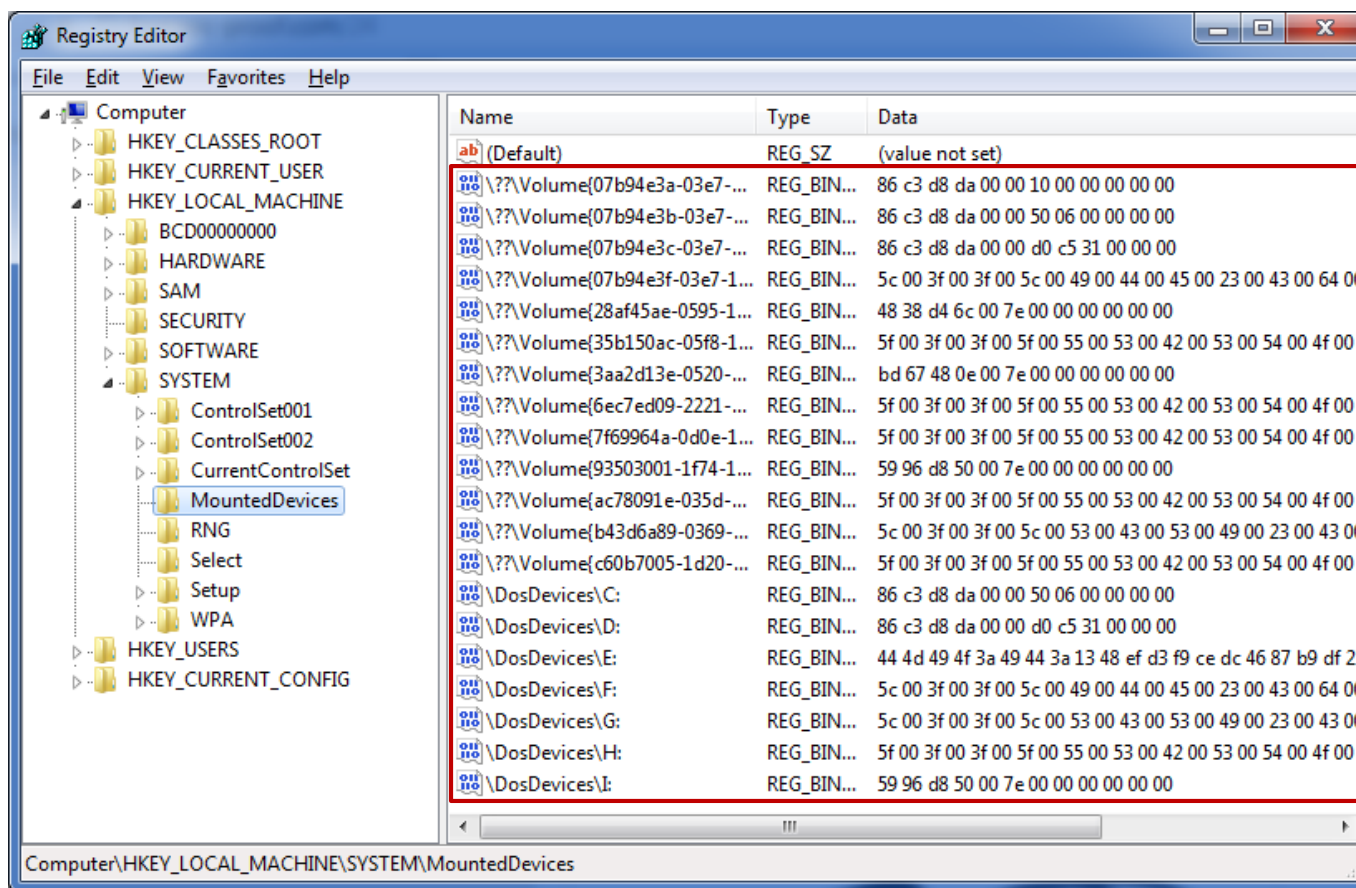 Registry Editor
File Edit View Favorites Help
Computer
HKEY_CLASSES_ROOT
HKEY_CURRENT_USER
HKEY_LOCAL_MACHINE
BCD00000000
HARDWARE
SAM
SECURITY
SOFTWARE
SYSTEM
ControlSet001
ControlSet002
CurrentControlSet
MountedDevices
RNG
Select
Setup
WPA
HKEY_USERS
HKEY_CURRENT_CONFIG
Name Type Data
(Default) REG_SZ (value not set)
\??\Volume{07b94e3a-03e7-... REG_BIN... 86 c3 d8 da 00 00 10 00 00 00 00 00
\??\Volume{07b94e3b-03e7-... REG_BIN... 86 c3 d8 da 00 00 50 06 00 00 00 00
\??\Volume{07b94e3c-03e7-... REG_BIN... 86 c3 d8 da 00 00 d0 c5 31 00 00 00
\??\Volume{07b94e3f-03e7-1... REG_BIN... 5c 00 3f 00 3f 00 5c 00 49 00 44 00 45 00 23 00 43 00 64 00
\??\Volume{28af45ae-0595-1... REG_BIN... 48 38 d4 6c 00 7e 00 00 00 00 00 00
\??\Volume{35b150ac-05f8-1... REG_BIN... 5f 00 3f 00 3f 00 5f 00 55 00 53 00 42 00 53 00 54 00 4f 00
\??\Volume{3aa2d13e-0520-... REG_BIN... bd 67 48 0e 00 7e 00 00 00 00 00 00
\??\Volume{6ec7ed09-2221-... REG_BIN... 5f 00 3f 00 3f 00 5f 00 55 00 53 00 42 00 53 00 54 00 4f 00
\??\Volume{7f69964a-0d0e-1... REG_BIN... 5f 00 3f 00 3f 00 5f 00 55 00 53 00 42 00 53 00 54 00 4f 00
\??\Volume{93503001-1f74-1... REG_BIN... 59 96 d8 50 00 7e 00 00 00 00 00 00
\??\Volume{ac78091e-035d-... REG_BIN... 5f 00 3f 00 3f 00 5f 00 55 00 53 00 42 00 53 00 54 00 4f 00
\??\Volume{b43d6a89-0369-... REG_BIN... 5c 00 3f 00 3f 00 5c 00 53 00 43 00 53 00 49 00 23 00 43 00
\??\Volume{c60b7005-1d20-... REG_BIN... 5f 00 3f 00 3f 00 5f 00 55 00 53 00 42 00 53 00 54 00 4f 00
\DosDevices\C: REG_BIN... 86 c3 d8 da 00 00 50 06 00 00 00 00
\DosDevices\D: REG_BIN... 86 c3 d8 da 00 00 d0 c5 31 00 00 00
\DosDevices\E: REG_BIN... 44 4d 49 4f 3a 49 44 3a 13 48 ef d3 f9 ce dc 46 87 b9 df 2
\DosDevices\F: REG_BIN... 5c 00 3f 00 3f 00 5c 00 49 00 44 00 45 00 23 00 43 00 64 00
\DosDevices\G: REG_BIN... 5c 00 3f 00 3f 00 5c 00 53 00 43 00 53 00 49 00 23 00 43 00
\DosDevices\H: REG_BIN... 5f 00 3f 00 3f 00 5f 00 55 00 53 00 42 00 53 00 54 00 4f 00
\DosDevices\I: REG_BIN... 59 96 d8 50 00 7e 00 00 00 00 00 00
Computer\HKEY_LOCAL_MACHINE\SYSTEM\MountedDevices